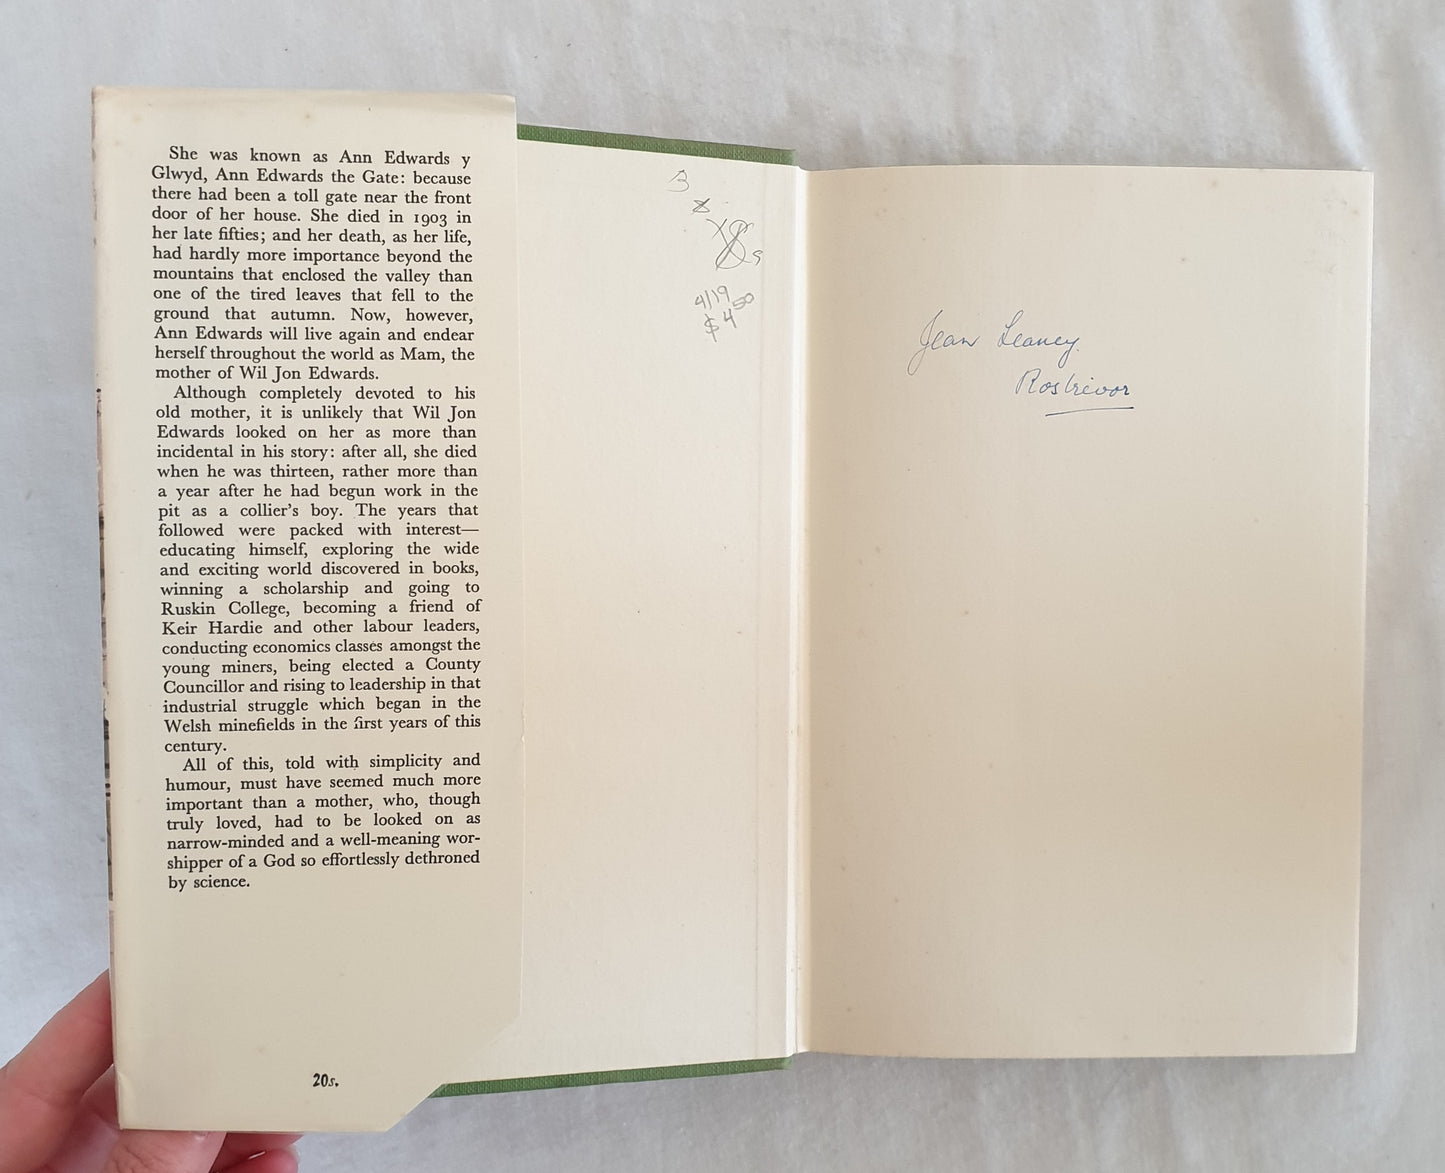 She was known as Ann Edwards y
Glwyd, Ann Edwards the Gate: because
there had been a toll gate near the front
door of her house. She died in 1903 in
her late fifties; and her death, as her life,
had hardly more importance beyond the
mountains that enclosed the valley than
one of the tired leaves that fell to the
ground that autumn. Now, however,
Ann Edwards will live again and endear
herself throughout the world as Mam, the
mother of Wil Jon Edwards.
Although completely devoted to his
old mother, it is unlikely that Wil Jon
Edwards looked on her as more than
incidental in his story: after all, she died
when he was thirteen, rather more than
a year after he had begun work in the
pit as a collier's boy. The years that
followed were packed with interest—
educating himself, exploring the wide
and exciting world discovered in books,
winning a scholarship and going to
Ruskin College, becoming a friend of
Keir Hardie and other labour leaders,
conducting economics classes amongst the
young miners, being elected a County
Councillor and rising to leadership in that
industrial struggle which began in the
Welsh minefields in the first years of this
century.
All of this, told with simplicity and
humour, must have seemed much more
important than a mother, who, though
truly loved, had to be looked on as
narrow-minded and a well-meaning wor-
shipper of a God so effortlessly dethroned
by science.
20s.
4/19
$4 50
Jean Leaney.
Rostrevor